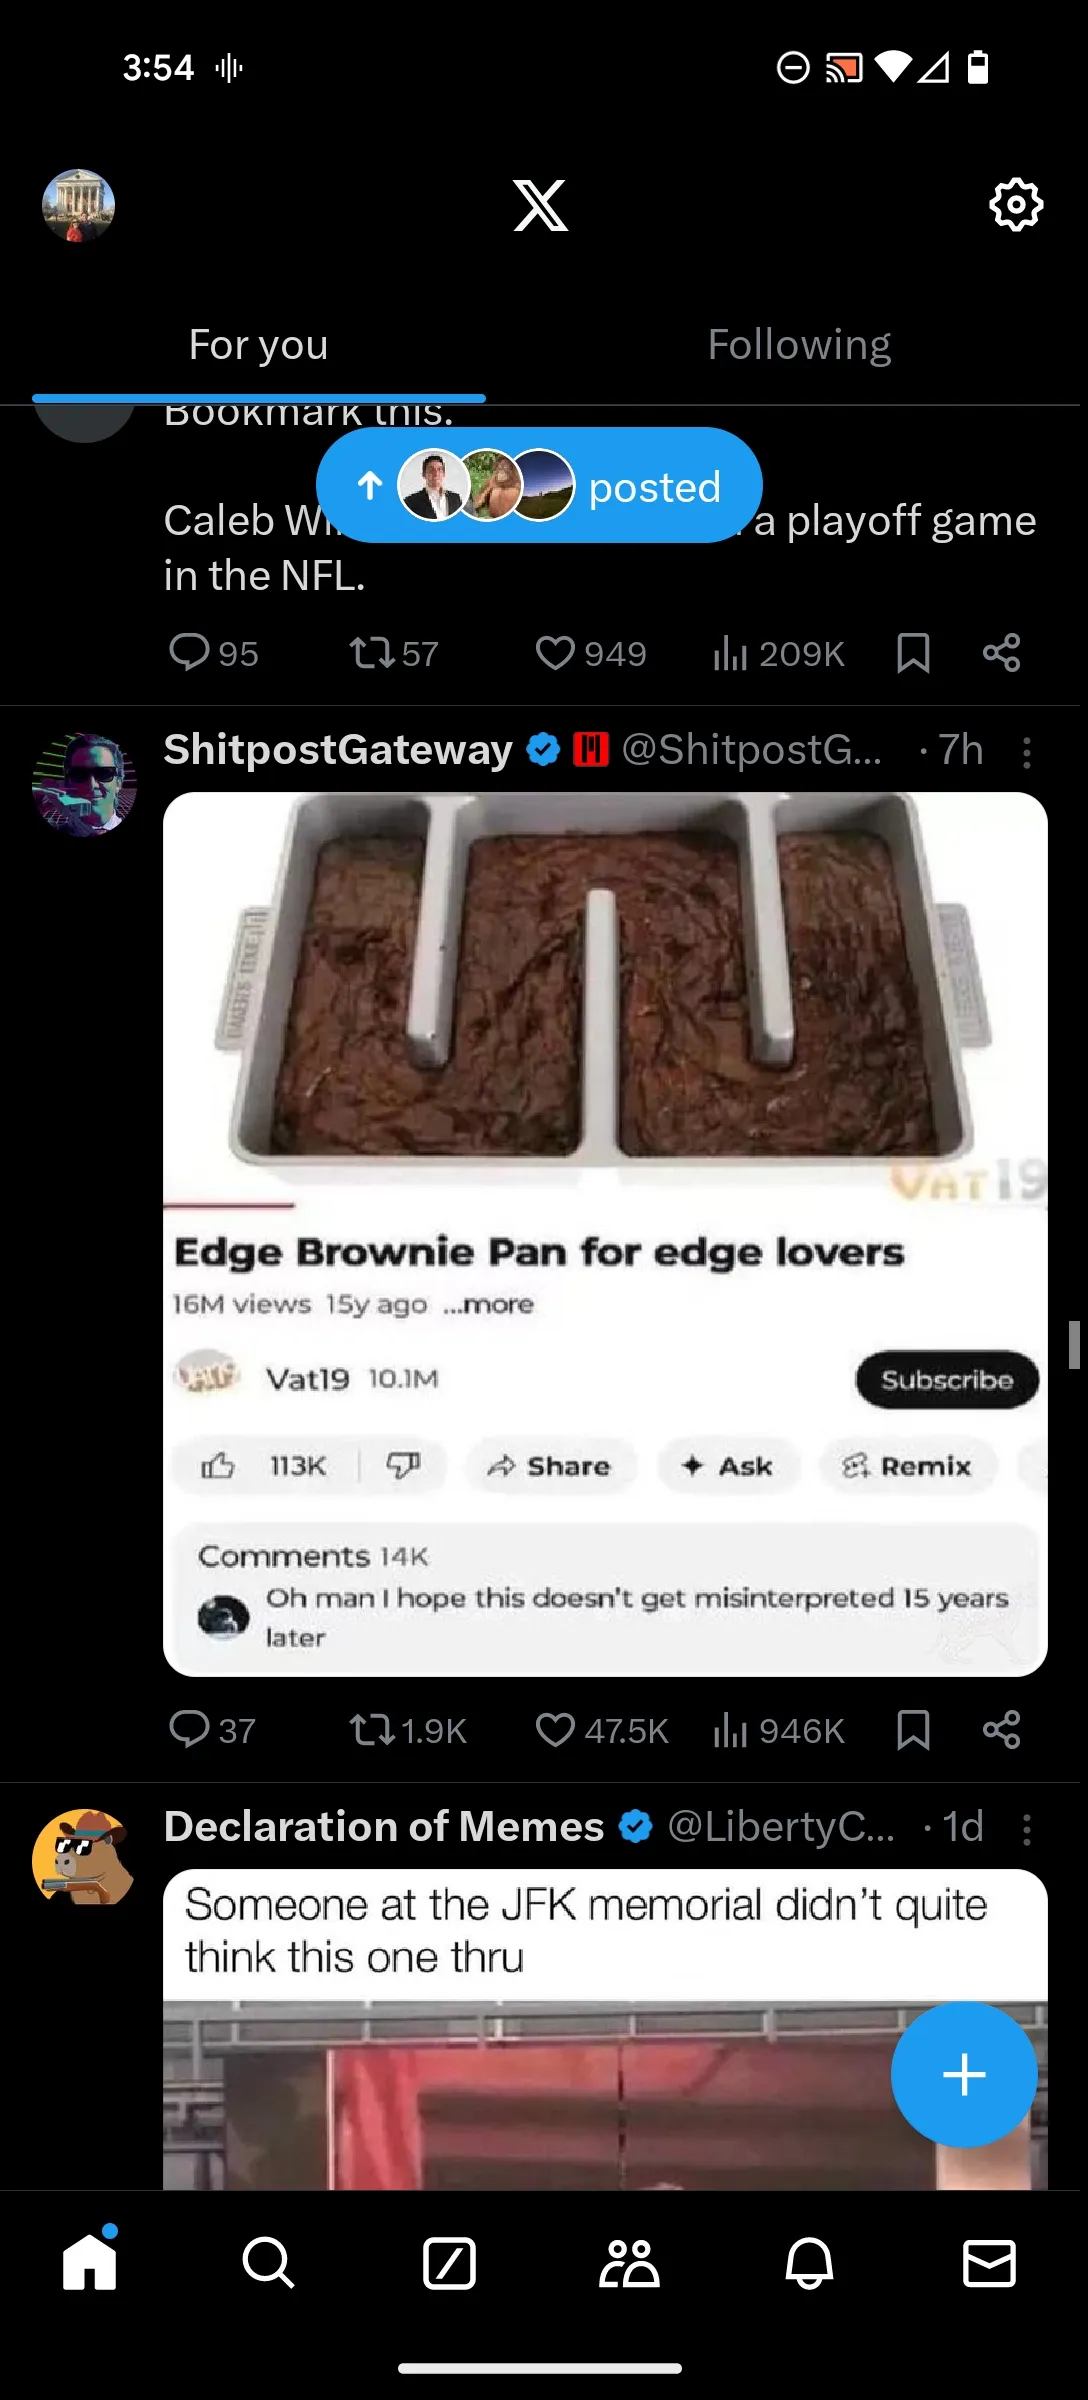 3:54
For you
Following
Bookmark this.
posted
Caleb
a playoff game
in the NFL.
95
57
949
209K
ShitpostGateway
@ShitpostG... · 7h
VAT19
Edge Brownie Pan for edge lovers
16M views 15y ago ...more
Vat19 10.1M
Subscribe
113K
Share
Ask
Remix
Comments 14K
Oh man I hope this doesn't get misinterpreted 15 years
later
37
1.9K
47.5K
946K
Declaration of Memes
@LibertyC... · 1d
Someone at the JFK memorial didn't quite
think this one thru